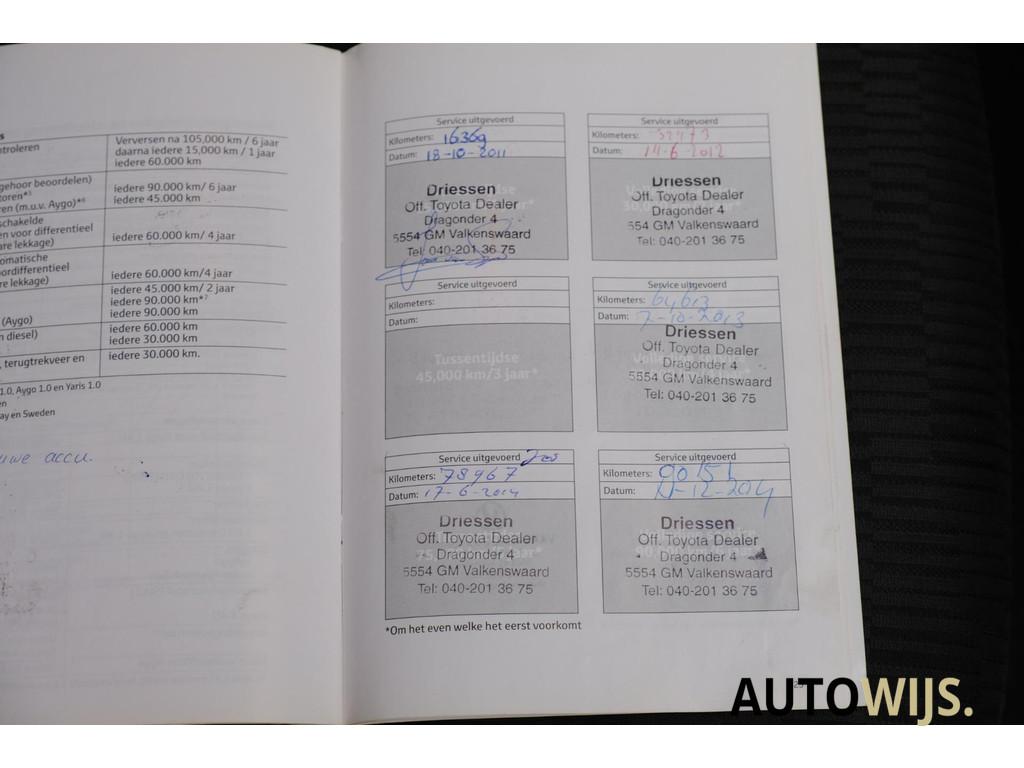 s
ntroleren
Verversen na 105,000 km / 6 jaar
daarna iedere 15,000 km / 1 jaar
iedere 60.000 km
gehoor beoordelen)
iedere 90.000 km/ 6 jaar
toren*5
iedere 45.000 km
ren (m.u.v. Aygo)*6
schakelde
en voor differentieel
iedere 60.000 km/ 4 jaar
are lekkage)
omatische
oordifferentieel
iedere 60.000 km/4 jaar
are lekkage)
iedere 45.000 km/ 2 jaar
iedere 90.000 km*7
(Aygo)
iedere 90.000 km
n diesel)
iedere 60.000 km
iedere 30.000 km
, terugtrekveer en
iedere 30.000 km.
1.0, Aygo 1.0 en Yaris 1.0
en
ay en Sweden
uwe accu.
Service uitgevoerd
Kilometers: 16369
Datum: 18-10-2011
Driessen
Off. Toyota Dealer
Dragonder 4
5554 GM Valkenswaard
Tel: 040-201 36 75
Service uitgevoerd
Kilometers:
Datum: 14-6-2012
Driessen
Off. Toyota Dealer
Dragonder 4
554 GM Valkenswaard
Tel: 040-201 36 75
Service uitgevoerd
Kilometers:
Datum:
Tussentijdse
45,000 km/3 jaar*
Service uitgevoerd
Kilometers: 64613
Datum: 7-10-2013
Driessen
Off. Toyota Dealer
Dragonder 4
5554 GM Valkenswaard
Tel: 040-201 36 75
Service uitgevoerd
Kilometers: 78967
Datum: 17-6-2014
Driessen
Off. Toyota Dealer
Dragonder 4
5554 GM Valkenswaard
Tel: 040-201 36 75
Service uitgevoerd
Kilometers: 90151
Datum: 11-12-2014
Driessen
Off. Toyota Dealer
Dragonder 4
5554 GM Valkenswaard
Tel: 040-201 36 75
*Om het even welke het eerst voorkomt
AUTOWIJS.